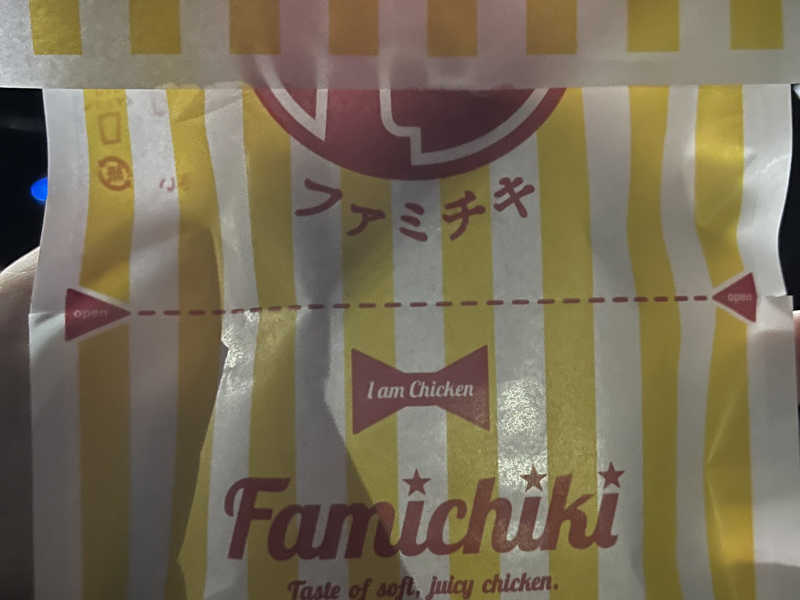 ファミチキ
open open
I am Chicken
Famichiki
Taste of soft, juicy chicken.